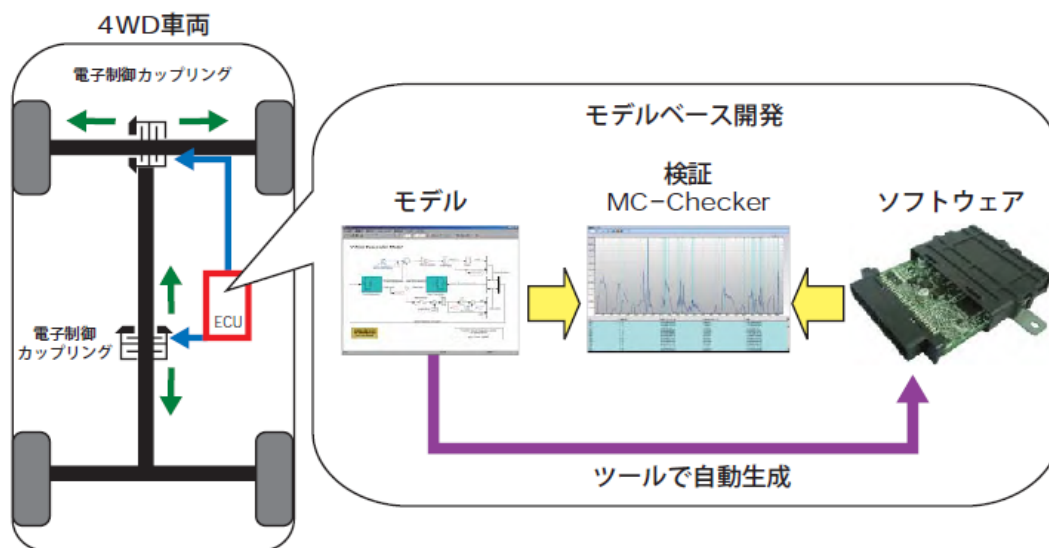 4WD車両
電子制御カップリング
ECU
電子制御
カップリング
モデルベース開発
モデル
検証
MC-Checker
ソフトウェア
ツールで自動生成